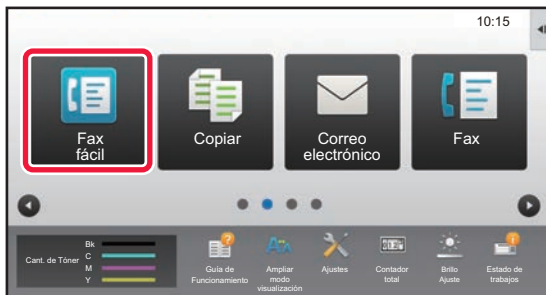 10:15
Fax
fácil
Copiar
Correo
electrónico
Fax
Cant. de Tóner
Bk
C
M
Y
Guía de
Funcionamiento
Ampliar
modo
visualización
Ajustes
Contador
total
Brillo
Ajuste
Estado de
trabajos